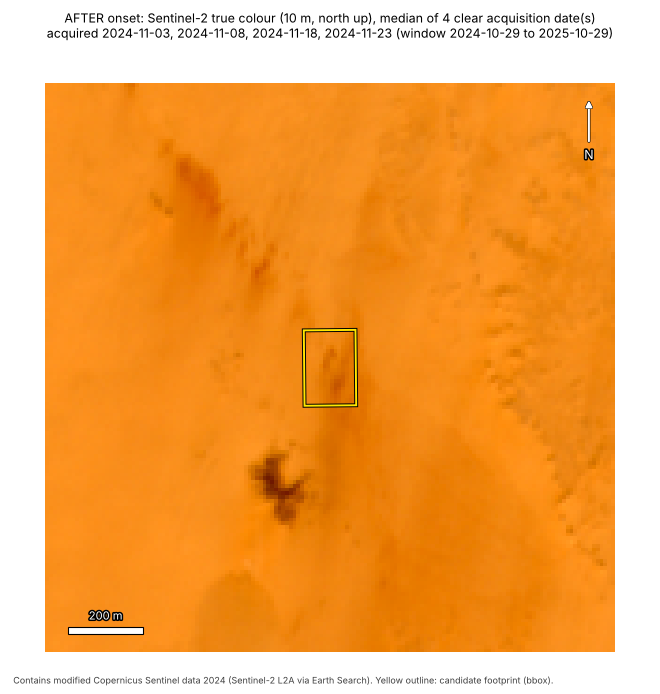 AFTER onset: Sentinel-2 true colour (10 m, north up), median of 4 clear acquisition date(s)
acquired 2024-11-03, 2024-11-08, 2024-11-18, 2024-11-23 (window 2024-10-29 to 2025-10-29)
N
200 m
Contains modified Copernicus Sentinel data 2024 (Sentinel-2 L2A via Earth Search). Yellow outline: candidate footprint (bbox).